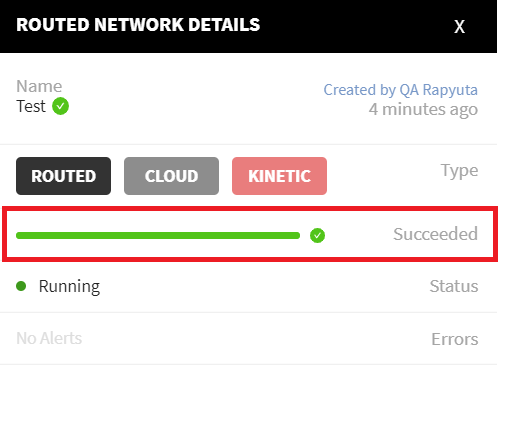 ROUTED NETWORK DETAILS X
Name
Created by QA Rapyuta
Test
4 minutes ago
ROUTED CLOUD KINETIC Type
Succeeded
Running Status
No Alerts Errors